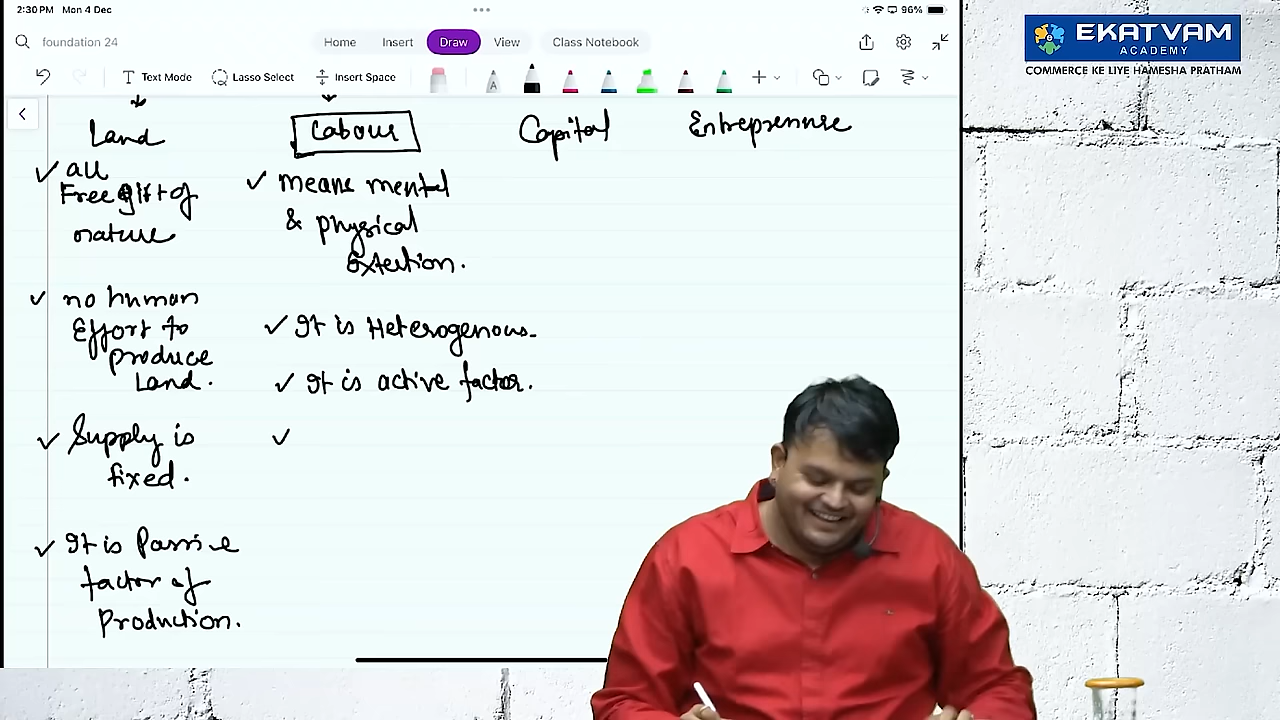 2:30 PM Mon 4 Dec
96%
foundation 24
Home Insert Draw View Class Notebook
Text Mode Lasso Select Insert Space
EKATVAM
ACADEMY
COMMERCE KE LIYE HAMESHA PRATHAM
Land
all
Free gift of
nature
no human
Effort to
produce
Land.
Supply is
fixed.
It is Passive
factor of
Production.
Labour
means mental
& physical
Extertion.
It is Heterogenous.
It is active factor.
Capital
Entreprenure